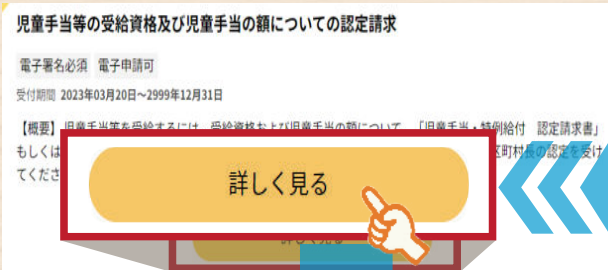 児童手当等の受給資格及び児童手当の額についての認定請求
電子署名必須 電子申請可
受付期間 2023年03月20日～2999年12月31日
【概要】児童手当等を受給するには、受給資格および児童手当の額について、「児童手当・特例給付 認定請求書」
もしくは 区町村長の認定を受け
てくださ
詳しく見る
詳しく見る